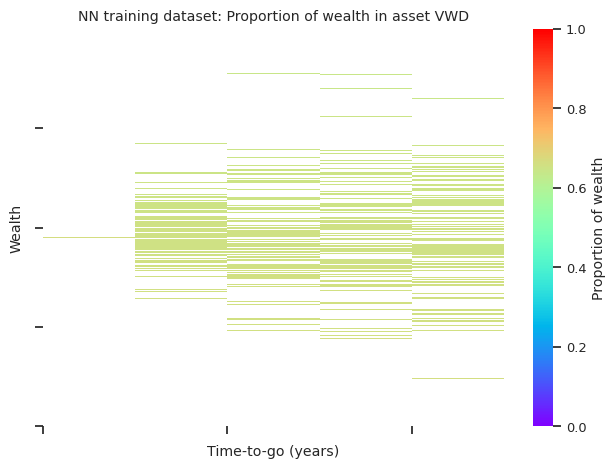 NN training dataset: Proportion of wealth in asset VWD
1.0
0.8
0.6
0.4
0.2
0.0
Proportion of wealth
Wealth
Time-to-go (years)